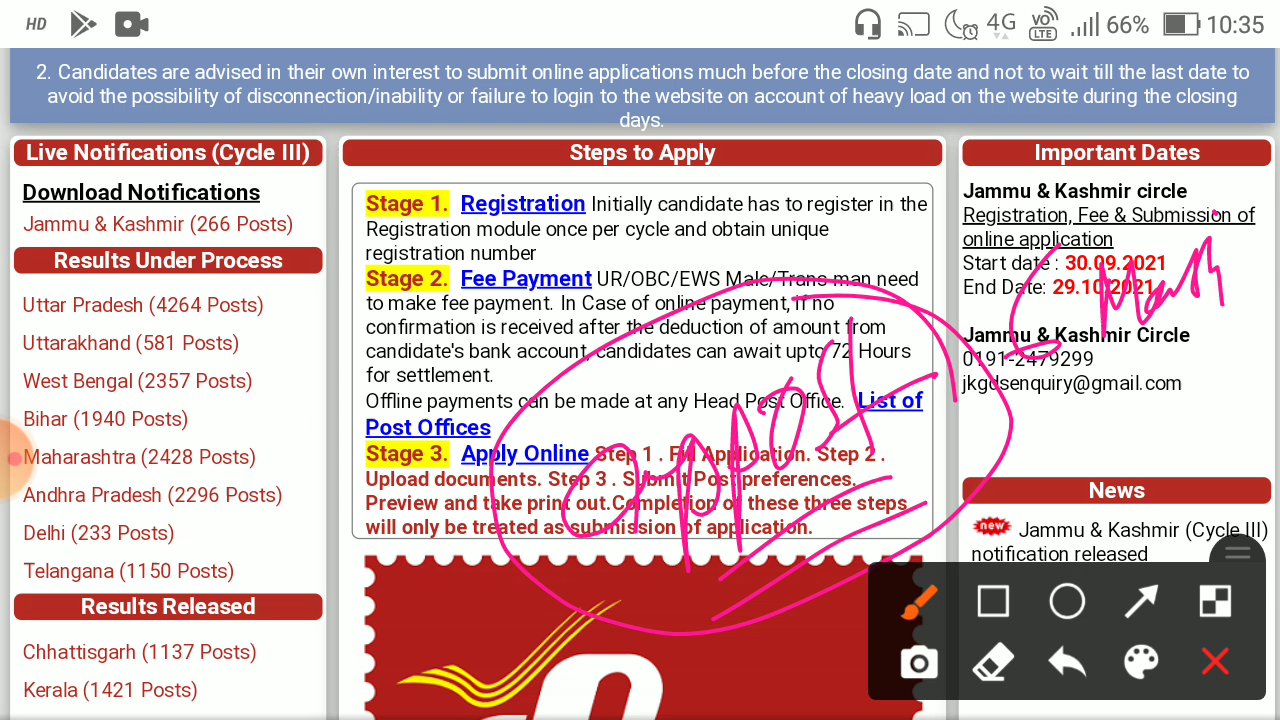 HD
4G
VO
LTE
66%
10:35
2. Candidates are advised in their own interest to submit online applications much before the closing date and not to wait till the last date to
avoid the possibility of disconnection/inability or failure to login to the website on account of heavy load on the website during the closing
days.
Live Notifications (Cycle III)
Download Notifications
Jammu & Kashmir (266 Posts)
Results Under Process
Uttar Pradesh (4264 Posts)
Uttarakhand (581 Posts)
West Bengal (2357 Posts)
Bihar (1940 Posts)
Maharashtra (2428 Posts)
Andhra Pradesh (2296 Posts)
Delhi (233 Posts)
Telangana (1150 Posts)
Results Released
Chhattisgarh (1137 Posts)
Kerala (1421 Posts)
Steps to Apply
Stage 1. Registration Initially candidate has to register in the
Registration module once per cycle and obtain unique
registration number
Stage 2. Fee Payment UR/OBC/EWS Male/Trans-man need
to make fee payment. In Case of online payment, if no
confirmation is received after the deduction of amount from
candidate's bank account, candidates can await upto 72 Hours
for settlement.
Offline payments can be made at any Head Post Office. List of
Post Offices
Stage 3. Apply Online Step 1 . Fill Application. Step 2 .
Upload documents. Step 3 . Submit Post preferences.
Preview and take print out.Completion of these three steps
will only be treated as submission of application.
Important Dates
Jammu & Kashmir circle
Registration, Fee & Submission of
online application
Start date : 30.09.2021
End Date: 29.10.2021
Jammu & Kashmir Circle
0191-2479299
jkgdsenquiry@gmail.com
News
new Jammu & Kashmir (Cycle III)
notification released